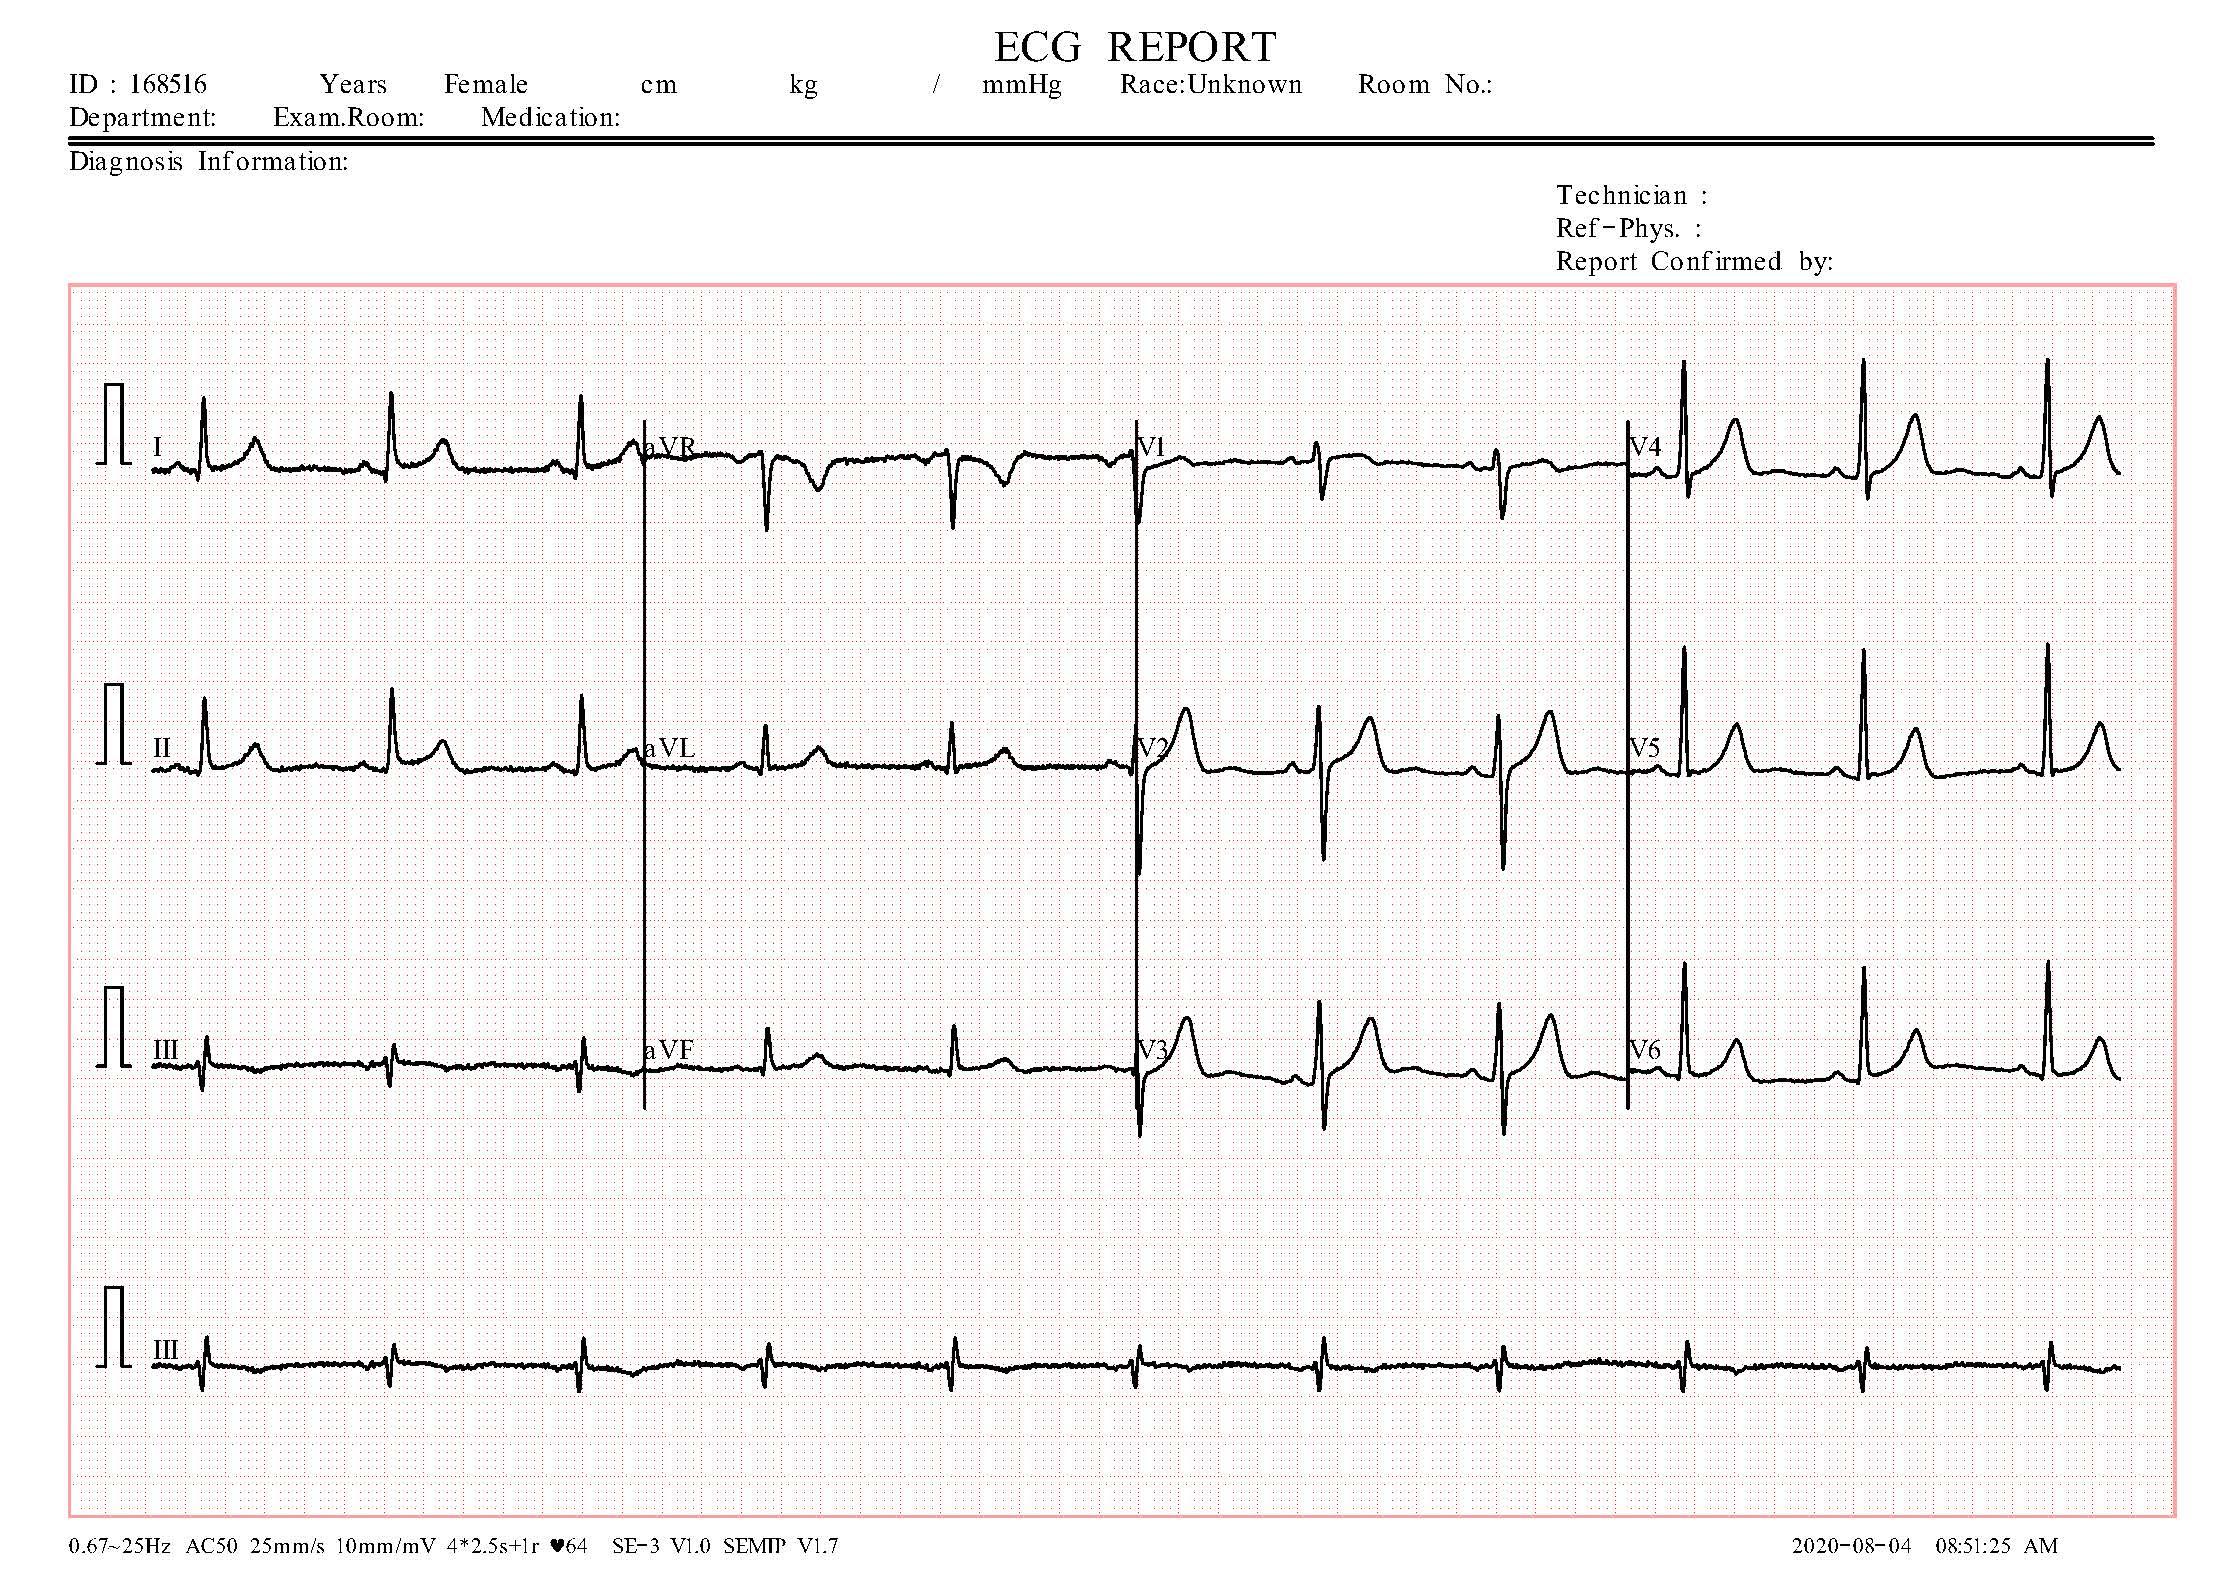 ECG REPORT
ID : 168516 Years Female cm kg / mmHg Race:Unknown Room No.:
Department: Exam.Room: Medication:
Diagnosis Information:
Technician :
Ref-Phys. :
Report Confirmed by:
I aVR V1 V4
II aVL V2 V5
III aVF V3 V6
III
0.67~25Hz AC50 25mm/s 10mm/mV 4*2.5s+1r ♥64 SE-3 V1.0 SEMIP V1.7 2020-08-04 08:51:25 AM